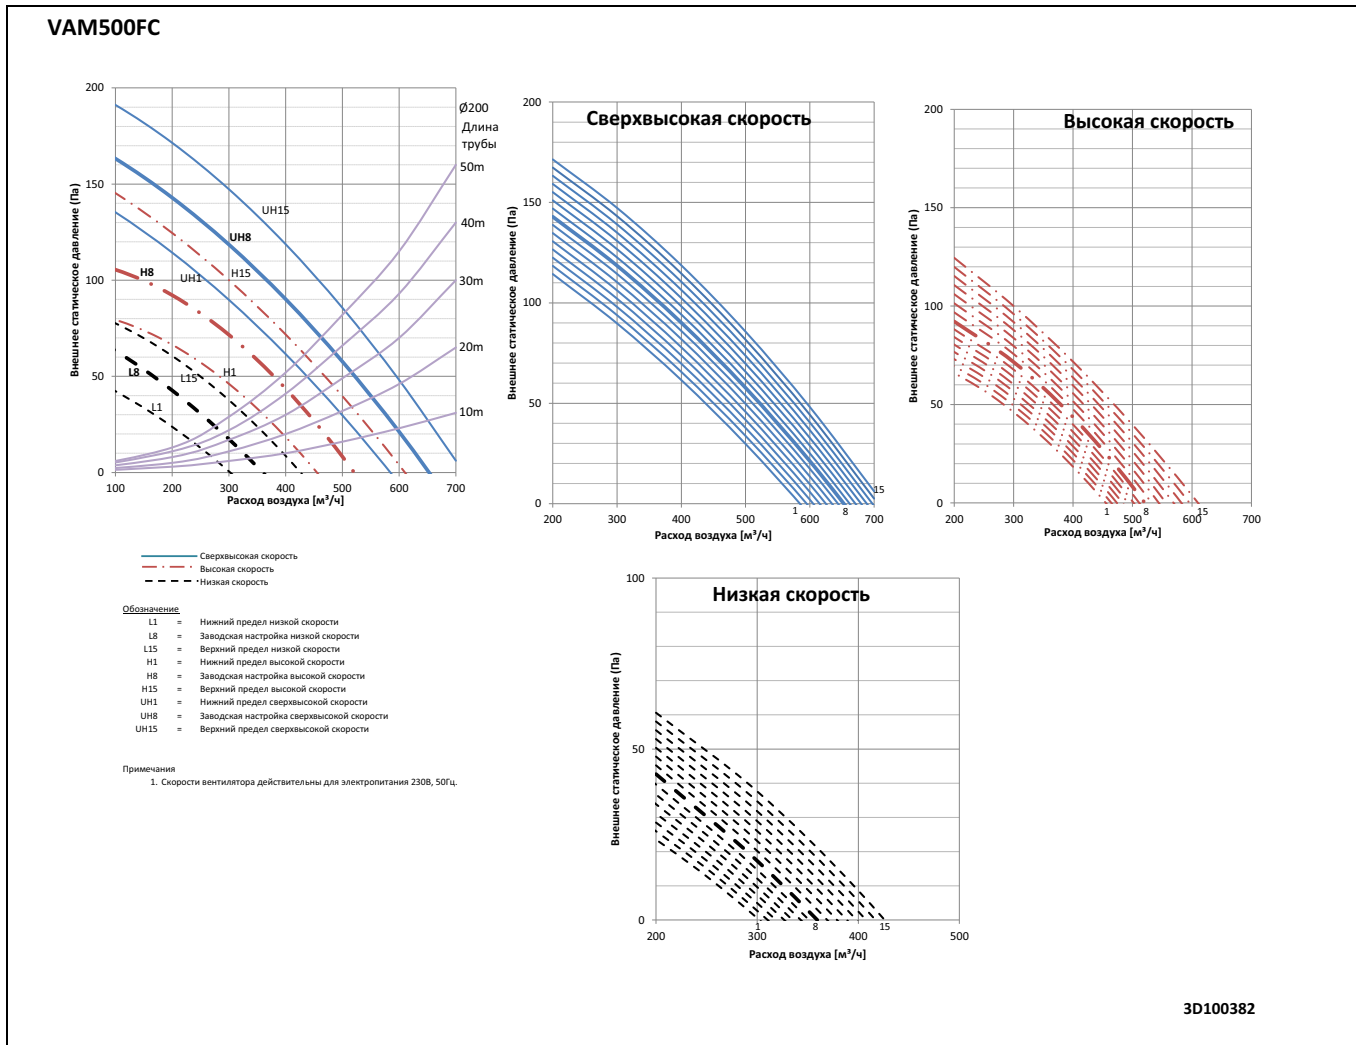 VAM500FC
200
150
100
50
0
100 200 300 400 500 600 700
Внешнее статическое давление (Па)
Расход воздуха [м³/ч]
Ø200
Длина
трубы
50m
40m
30m
20m
10m
UH15
UH8
H15
UH1
H8
H1
L15
L8
L1
Сверхвысокая скорость
200
150
100
50
0
200 300 400 500 600 700
1 8 15
Внешнее статическое давление (Па)
Расход воздуха [м³/ч]
Высокая скорость
200
150
100
50
0
200 300 400 500 600 700
1 8 15
Внешнее статическое давление (Па)
Расход воздуха [м³/ч]
Сверхвысокая скорость
Высокая скорость
Низкая скорость
Обозначение
L1 = Нижний предел низкой скорости
L8 = Заводская настройка низкой скорости
L15 = Верхний предел низкой скорости
H1 = Нижний предел высокой скорости
H8 = Заводская настройка высокой скорости
H15 = Верхний предел высокой скорости
UH1 = Нижний предел сверхвысокой скорости
UH8 = Заводская настройка сверхвысокой скорости
UH15 = Верхний предел сверхвысокой скорости
Примечания
1. Скорости вентилятора действительны для электропитания 230В, 50Гц.
Низкая скорость
100
50
0
200 300 400 500
1 8 15
Внешнее статическое давление (Па)
Расход воздуха [м³/ч]
3D100382